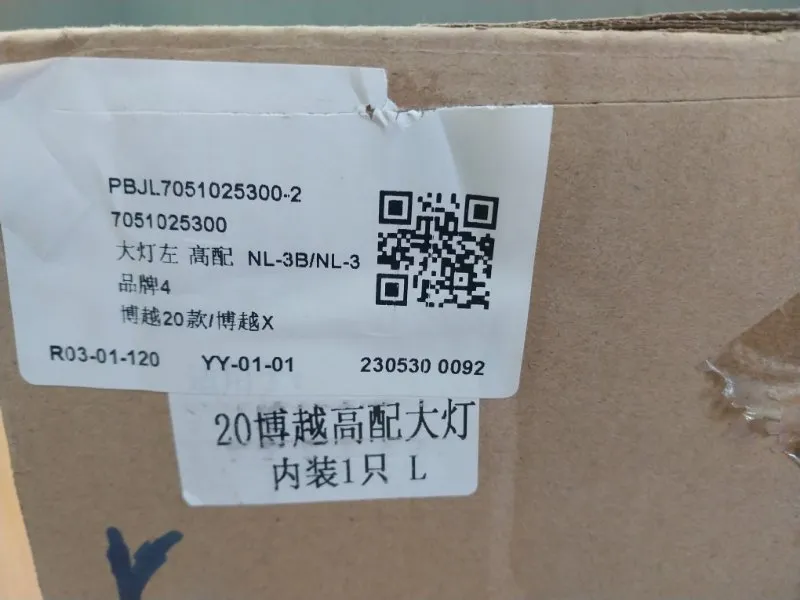 PBJL7051025300-2
7051025300
大灯左 高配 NL-3B/NL-3
品牌4
博越20款/博越X
R03-01-120 YY-01-01 230530 0092
20博越高配大灯
内装1只 L
Y